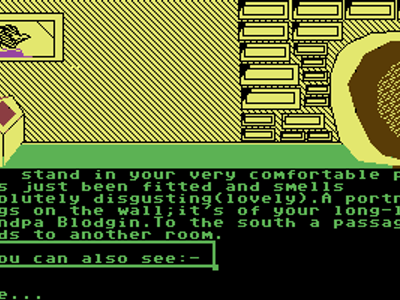 stand in your very comfortable p
s just been fitted and smells
olutely disgusting(lovely).A portr
gs on the wall;it's of your long-l
ndpa Blodgin.To the south a passag
ds to another room.
ou can also see:-
e...